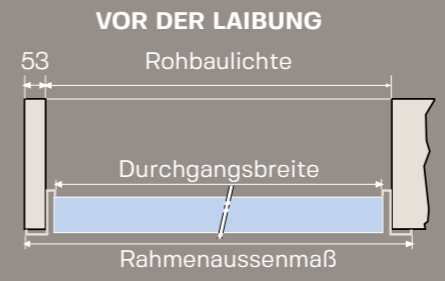 VOR DER LAIBUNG
53 Rohbaulichte
Durchgangsbreite
Rahmenaussenmaß